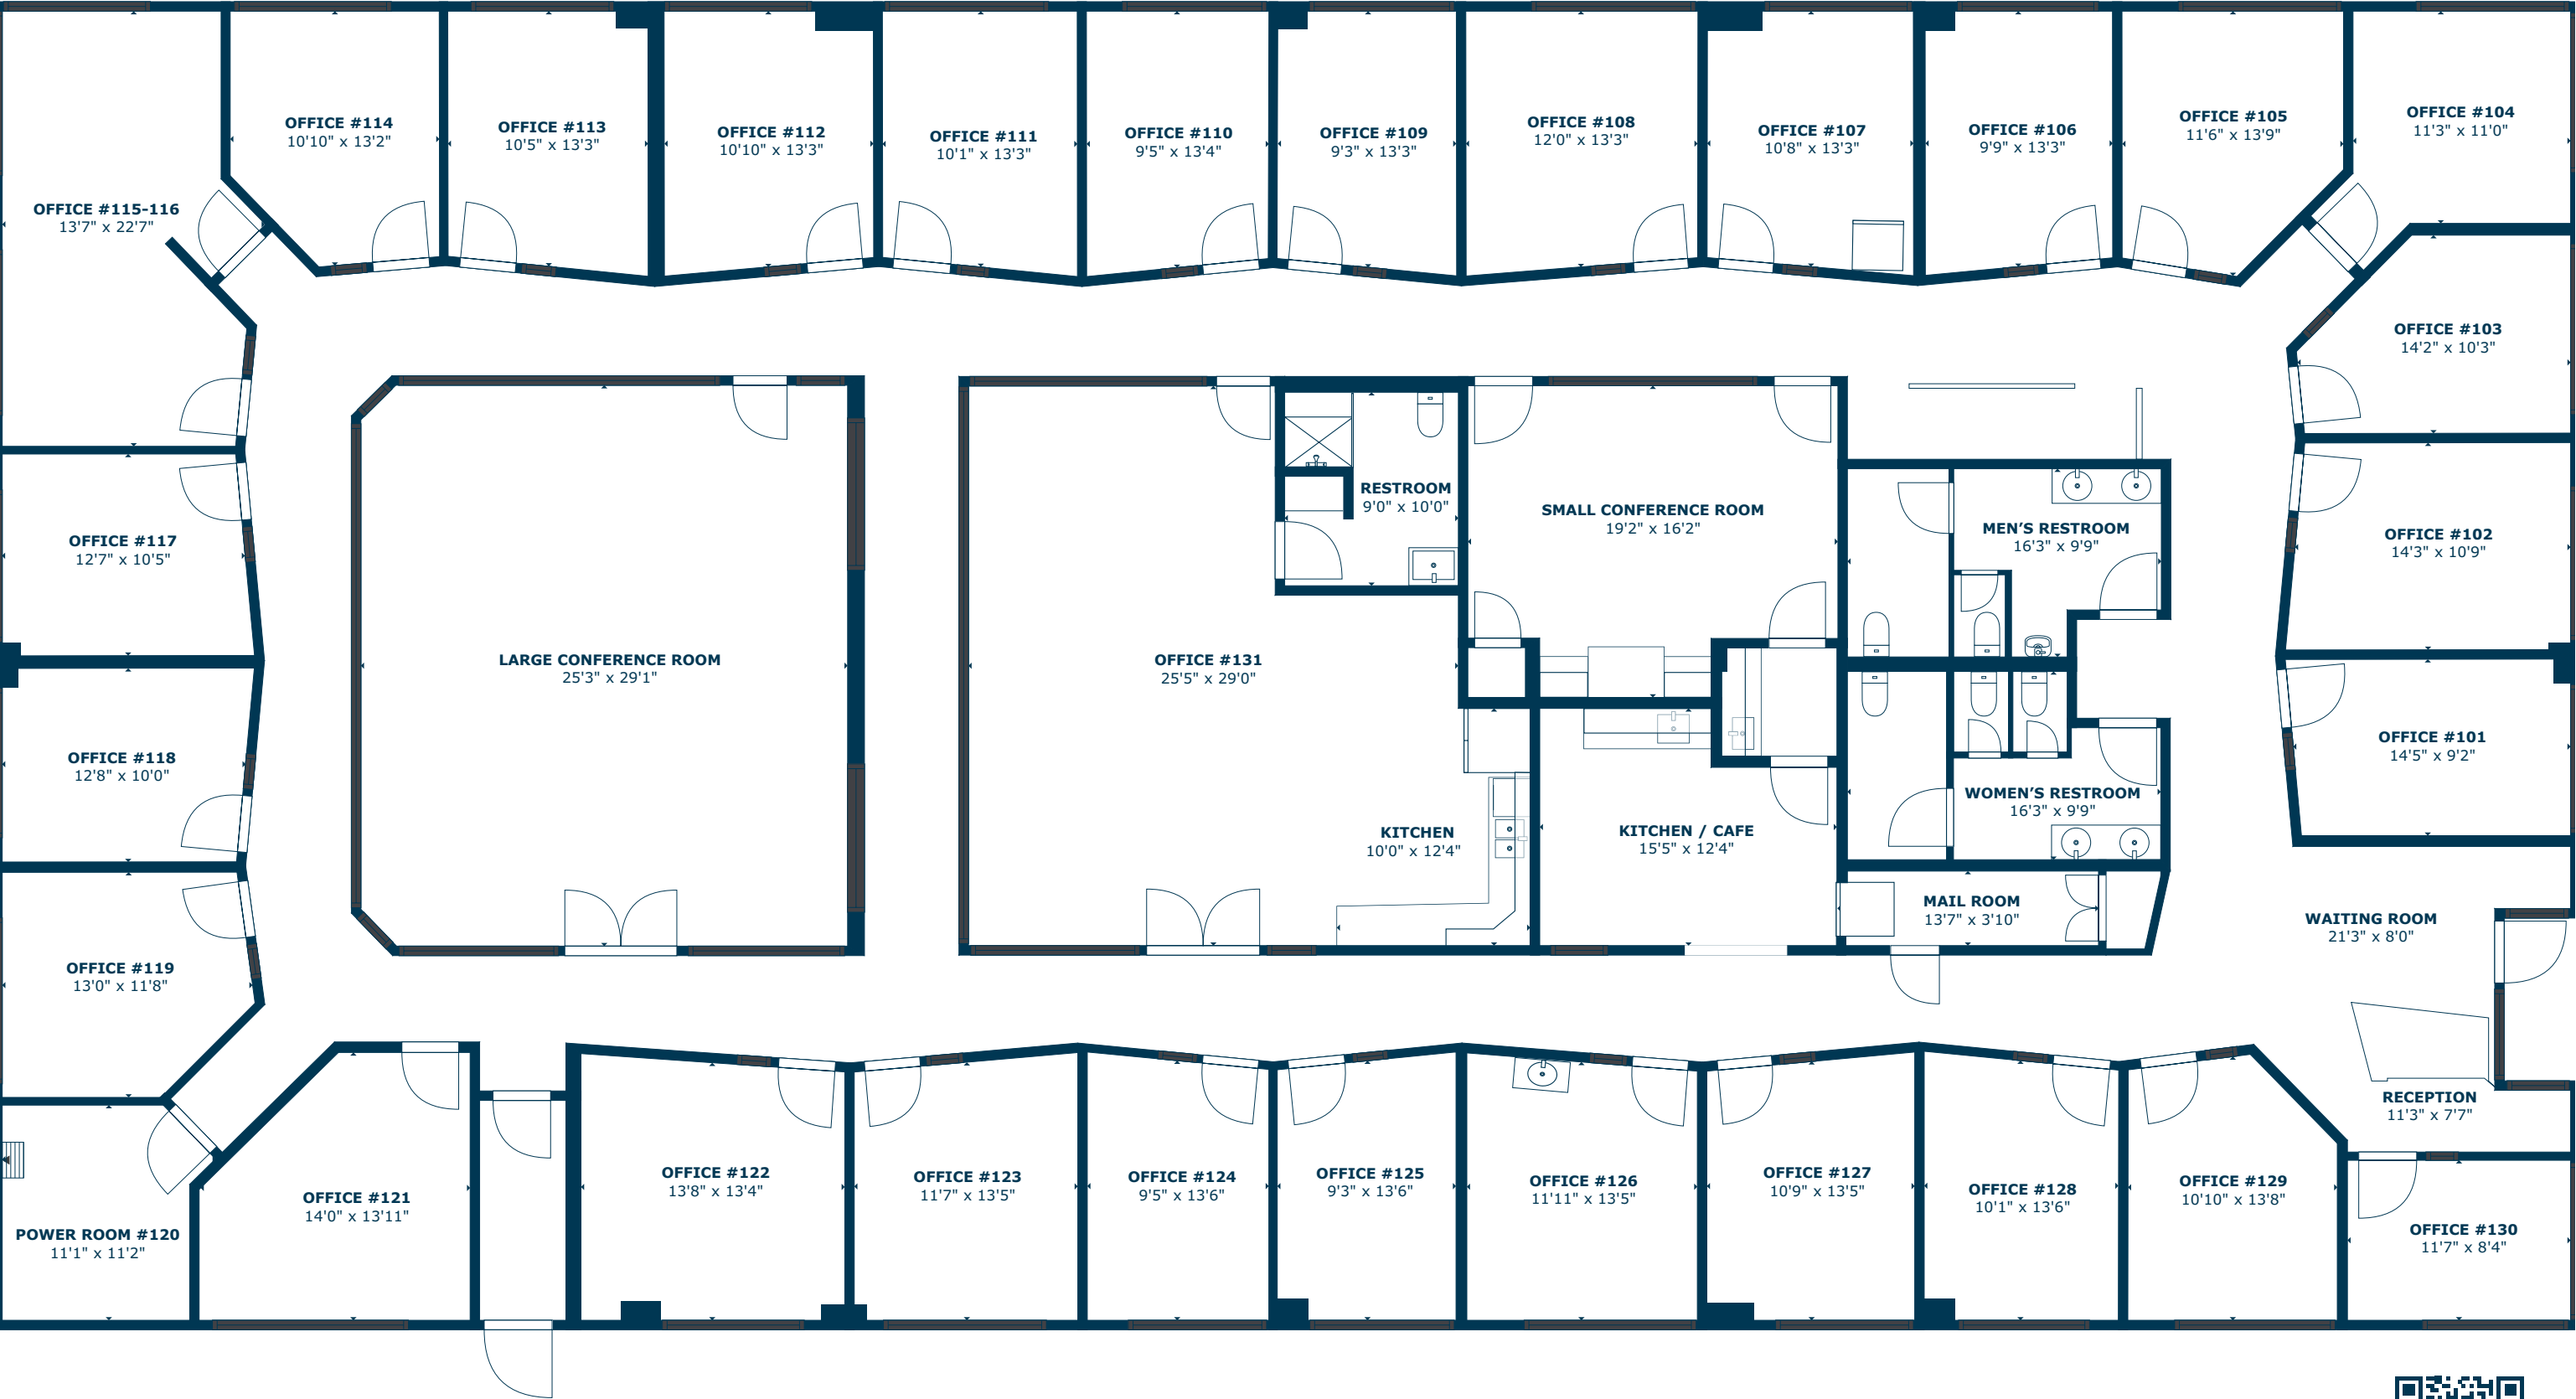 OFFICE #114
10'10" x 13'2"
OFFICE #113
10'5" x 13'3"
OFFICE #112
10'10" x 13'3"
OFFICE #111
10'1" x 13'3"
OFFICE #110
9'5" x 13'4"
OFFICE #109
9'3" x 13'3"
OFFICE #108
12'0" x 13'3"
OFFICE #107
10'8" x 13'3"
OFFICE #106
9'9" x 13'3"
OFFICE #105
11'6" x 13'9"
OFFICE #104
11'3" x 11'0"
OFFICE #115-116
13'7" x 22'7"
OFFICE #103
14'2" x 10'3"
RESTROOM
9'0" x 10'0"
SMALL CONFERENCE ROOM
19'2" x 16'2"
MEN’S RESTROOM
16'3" x 9'9"
OFFICE #102
14'3" x 10'9"
OFFICE #117
12'7" x 10'5"
LARGE CONFERENCE ROOM
25'3" x 29'1"
OFFICE #131
25'5" x 29'0"
OFFICE #118
12'8" x 10'0"
OFFICE #101
14'5" x 9'2"
WOMEN’S RESTROOM
16'3" x 9'9"
KITCHEN
10'0" x 12'4"
KITCHEN / CAFE
15'5" x 12'4"
MAIL ROOM
13'7" x 3'10"
WAITING ROOM
21'3" x 8'0"
OFFICE #119
13'0" x 11'8"
RECEPTION
11'3" x 7'7"
POWER ROOM #120
11'1" x 11'2"
OFFICE #121
14'0" x 13'11"
OFFICE #122
13'8" x 13'4"
OFFICE #123
11'7" x 13'5"
OFFICE #124
9'5" x 13'6"
OFFICE #125
9'3" x 13'6"
OFFICE #126
11'11" x 13'5"
OFFICE #127
10'9" x 13'5"
OFFICE #128
10'1" x 13'6"
OFFICE #129
10'10" x 13'8"
OFFICE #130
11'7" x 8'4"